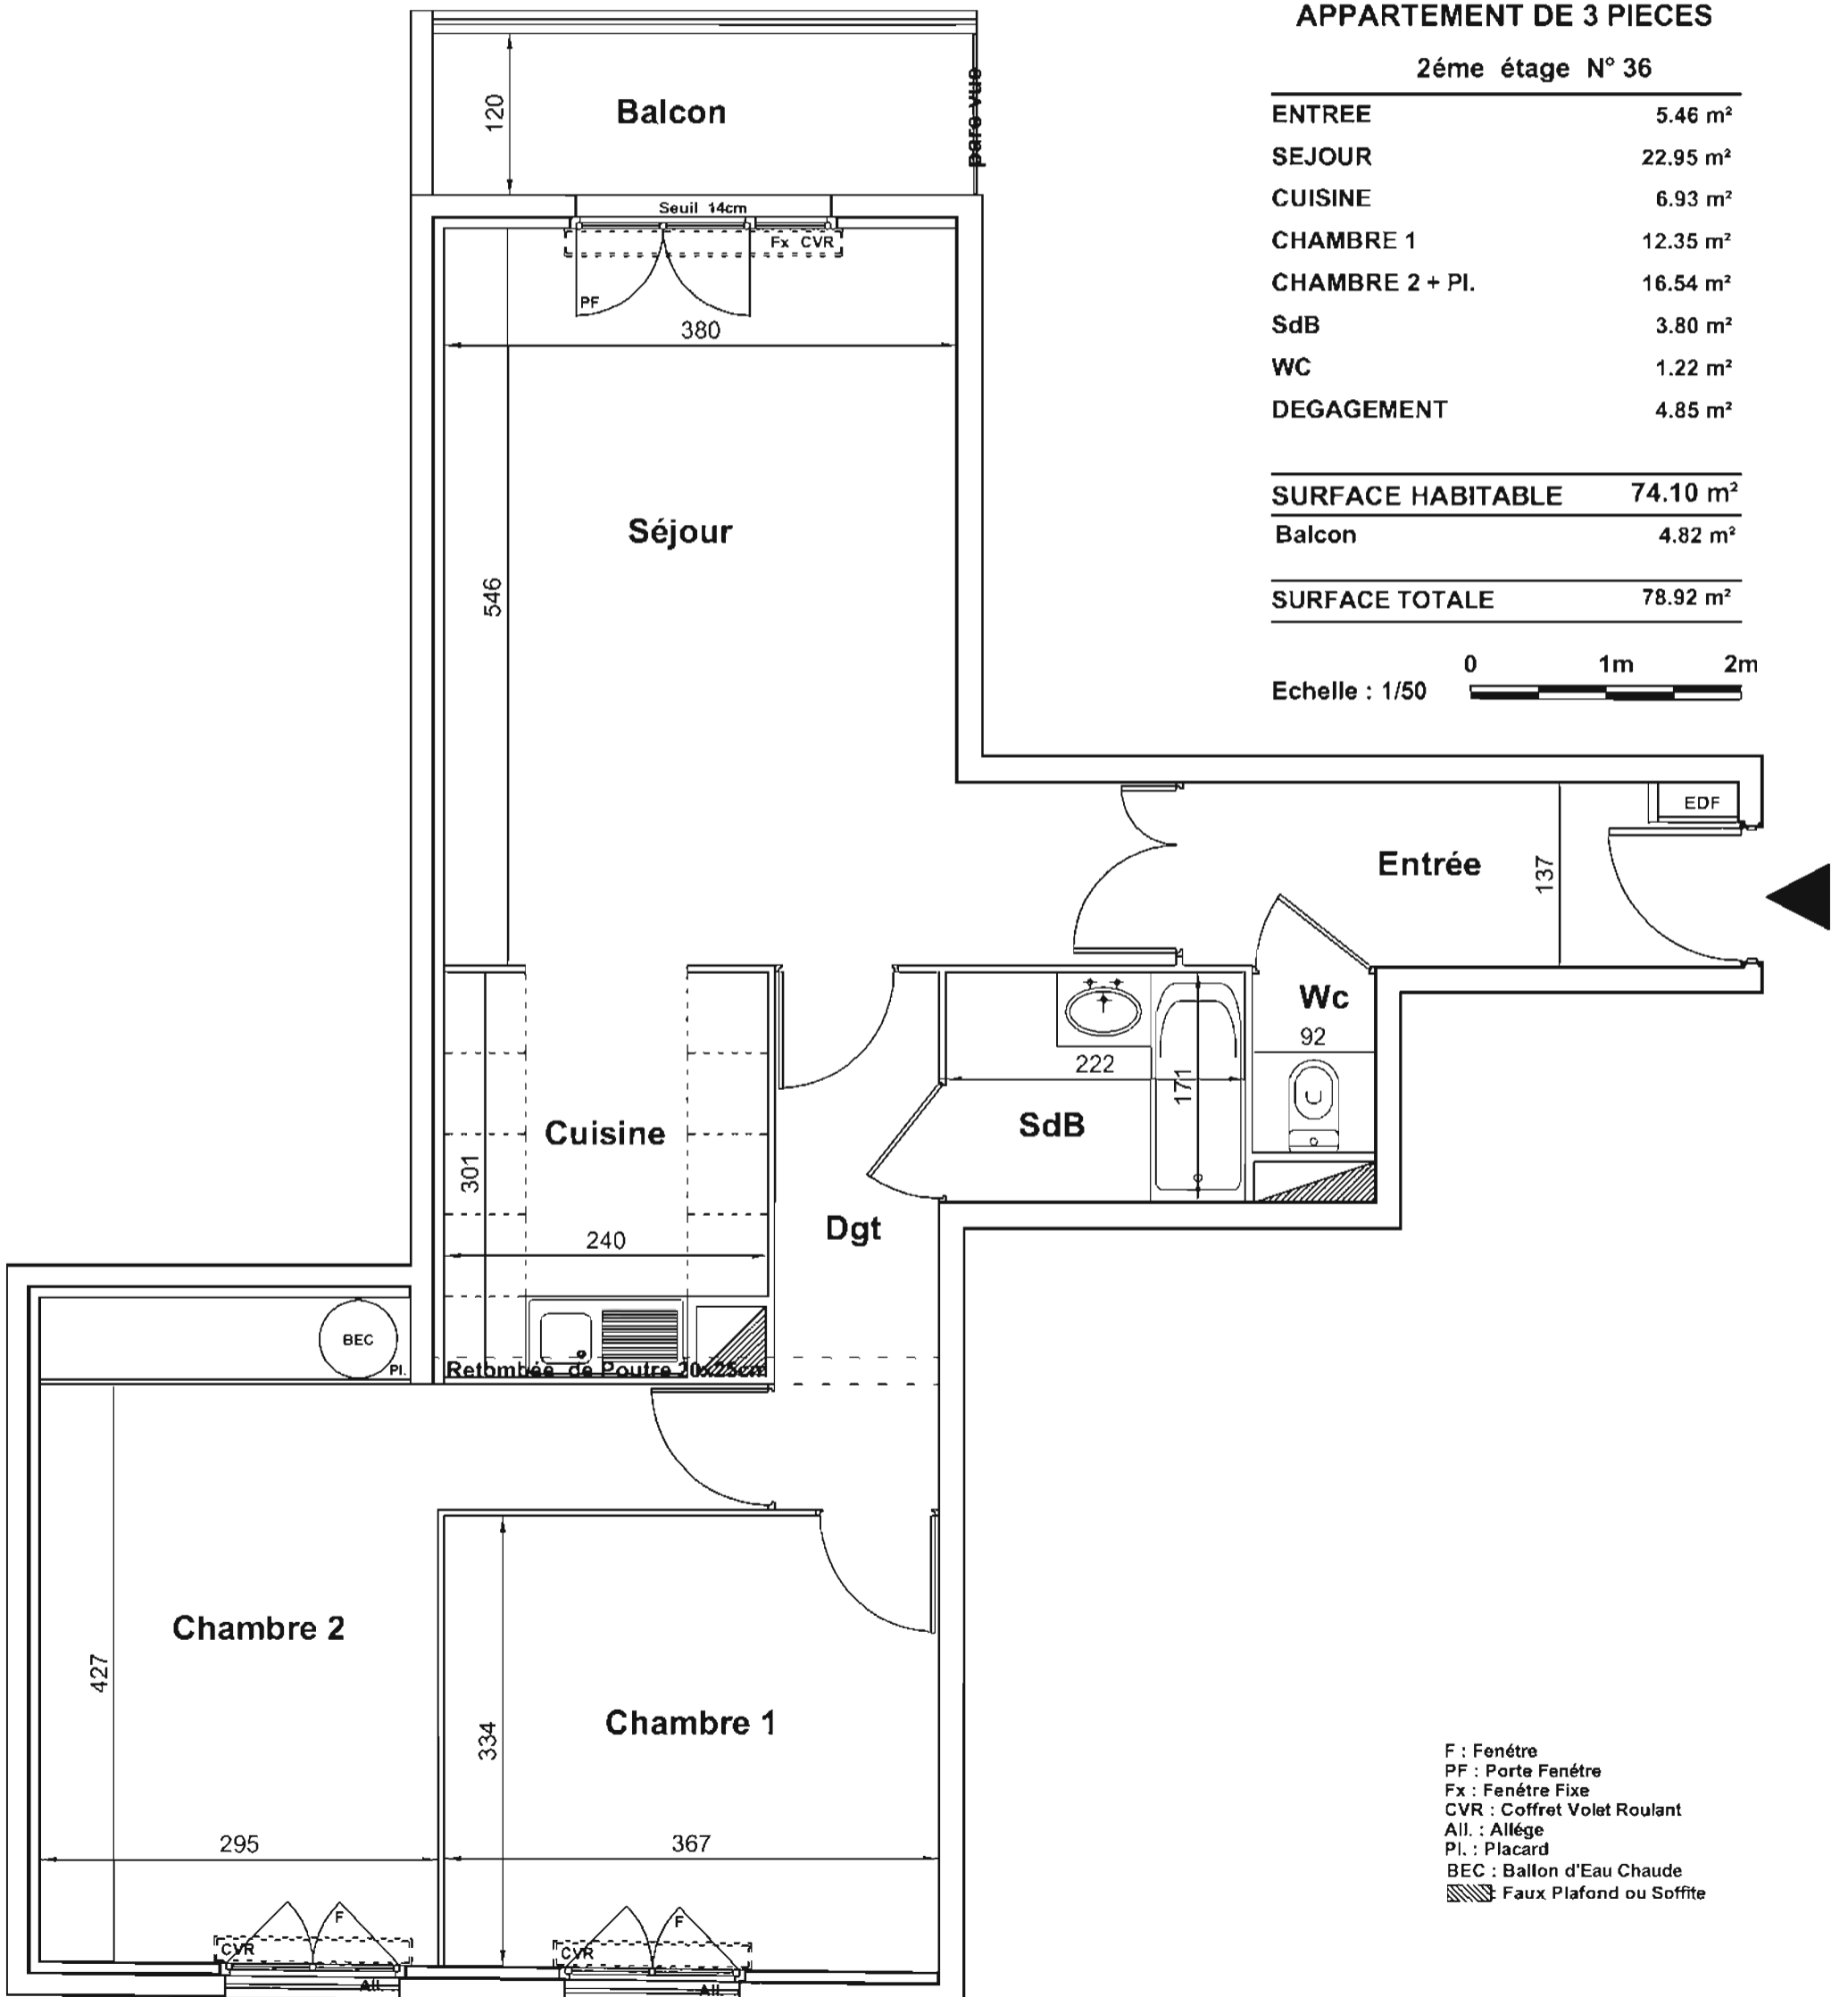 APPARTEMENT DE 3 PIECES
2éme étage N° 36
ENTREE 5.46 m²
SEJOUR 22.95 m²
CUISINE 6.93 m²
CHAMBRE 1 12.35 m²
CHAMBRE 2 + Pl. 16.54 m²
SdB 3.80 m²
WC 1.22 m²
DEGAGEMENT 4.85 m²
SURFACE HABITABLE 74.10 m²
Balcon 4.82 m²
SURFACE TOTALE 78.92 m²
0 1m 2m
Echelle : 1/50
120
Balcon
pare vue
Seuil 14cm
Fx CVR
PF
380
Séjour
546
EDF
Entrée
137
Wc
92
222
171
SdB
Cuisine
301
240
Dgt
BEC
Pl.
Retombée de Poutre 20x25cm
Chambre 2
427
Chambre 1
334
295
367
F
CVR
All.
F
CVR
All.
F : Fenétre
PF : Porte Fenétre
Fx : Fenétre Fixe
CVR : Coffret Volet Roulant
All. : Allége
Pl. : Placard
BEC : Ballon d'Eau Chaude
: Faux Plafond ou Soffite